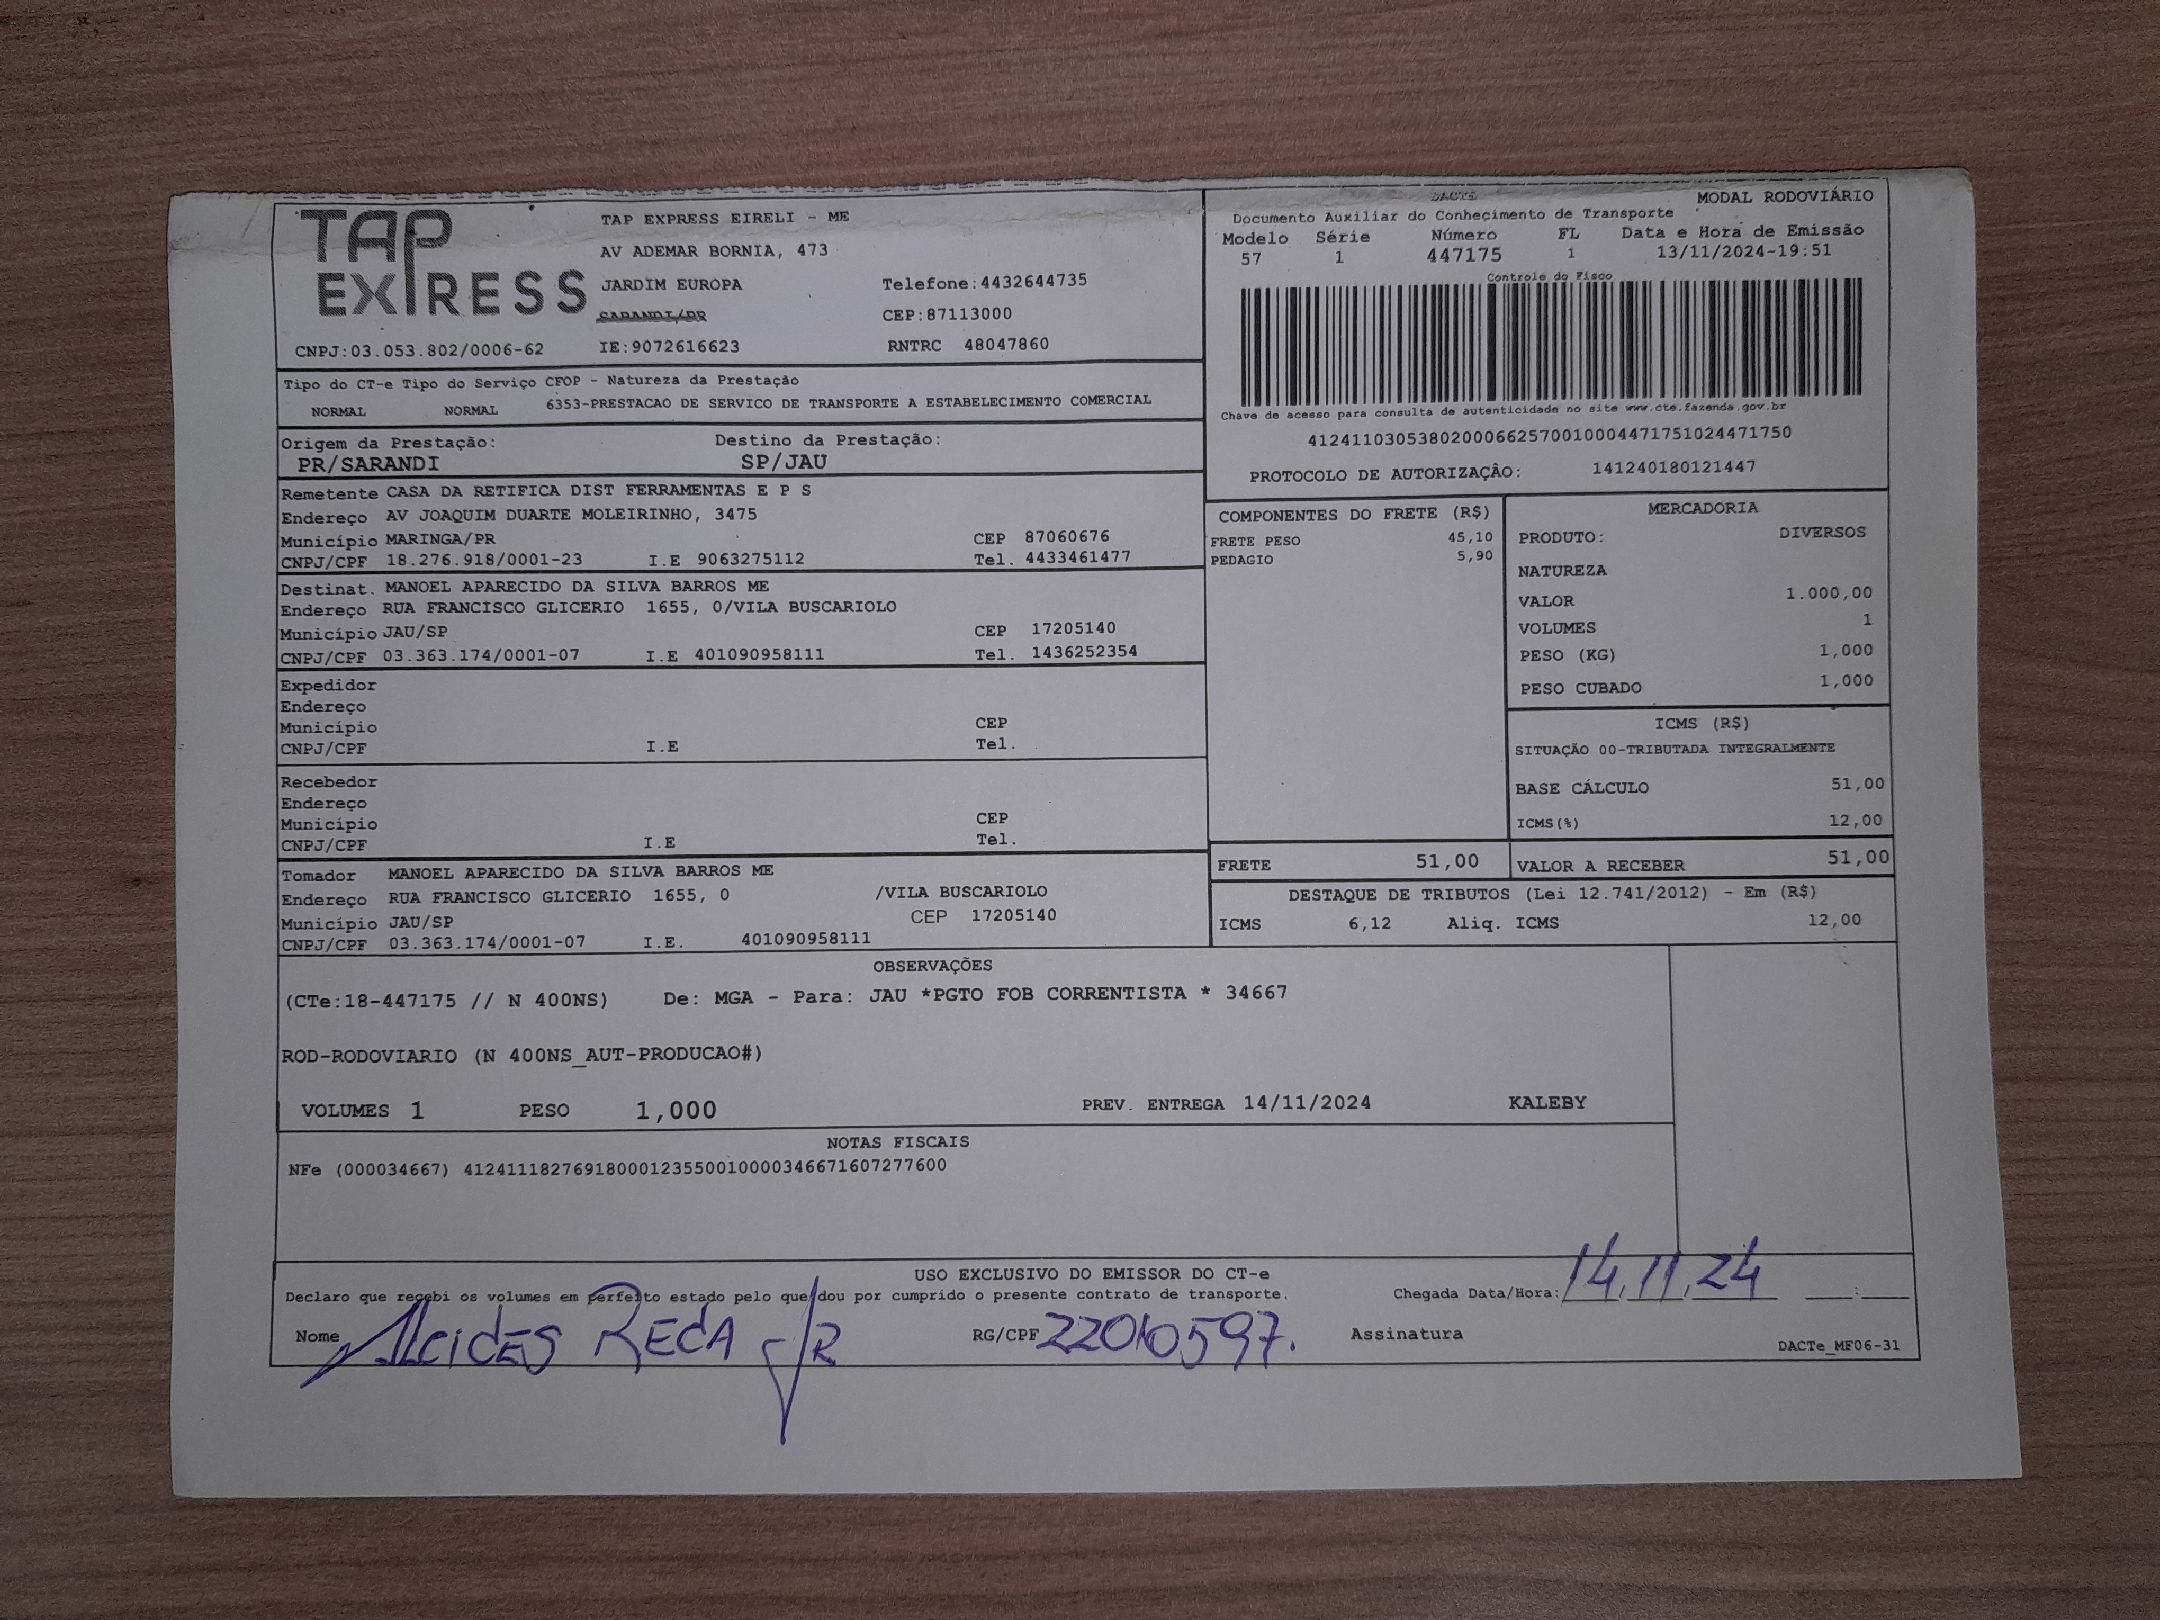 TAP EXPRESS
TAP EXPRESS EIRELI - ME
AV ADEMAR BORNIA, 473
JARDIM EUROPA Telefone:4432644735
SARANDI/PR CEP:87113000
CNPJ:03.053.802/0006-62 IE:9072616623 RNTRC 48047860
DACTE MODAL RODOVIÁRIO
Documento Auxiliar do Conhecimento de Transporte
Modelo Série Número FL Data e Hora de Emissão
57 1 447175 1 13/11/2024-19:51
Controle do Fisco
Chave de acesso para consulta de autenticidade no site www.cte.fazenda.gov.br
41241103053802000662570010004471751024471750
PROTOCOLO DE AUTORIZAÇÃO: 141240180121447
Tipo do CT-e Tipo do Serviço CFOP - Natureza da Prestação
NORMAL NORMAL 6353-PRESTACAO DE SERVICO DE TRANSPORTE A ESTABELECIMENTO COMERCIAL
Origem da Prestação: Destino da Prestação:
PR/SARANDI SP/JAU
Remetente CASA DA RETIFICA DIST FERRAMENTAS E P S
Endereço AV JOAQUIM DUARTE MOLEIRINHO, 3475
Município MARINGA/PR CEP 87060676
CNPJ/CPF 18.276.918/0001-23 I.E 9063275112 Tel. 4433461477
Destinat. MANOEL APARECIDO DA SILVA BARROS ME
Endereço RUA FRANCISCO GLICERIO 1655, 0/VILA BUSCARIOLO
Município JAU/SP CEP 17205140
CNPJ/CPF 03.363.174/0001-07 I.E 401090958111 Tel. 1436252354
Expedidor
Endereço
Município CEP
CNPJ/CPF I.E Tel.
Recebedor
Endereço
Município CEP
CNPJ/CPF I.E Tel.
Tomador MANOEL APARECIDO DA SILVA BARROS ME
Endereço RUA FRANCISCO GLICERIO 1655, 0 /VILA BUSCARIOLO
Município JAU/SP CEP 17205140
CNPJ/CPF 03.363.174/0001-07 I.E. 401090958111
COMPONENTES DO FRETE (R$)
FRETE PESO 45,10
PEDAGIO 5,90
MERCADORIA
PRODUTO: DIVERSOS
NATUREZA
VALOR 1.000,00
VOLUMES 1
PESO (KG) 1,000
PESO CUBADO 1,000
ICMS (R$)
SITUAÇÃO 00-TRIBUTADA INTEGRALMENTE
BASE CÁLCULO 51,00
ICMS(%) 12,00
FRETE 51,00 VALOR A RECEBER 51,00
DESTAQUE DE TRIBUTOS (Lei 12.741/2012) - Em (R$)
ICMS 6,12 Aliq. ICMS 12,00
OBSERVAÇÕES
(CTe:18-447175 // N 400NS) De: MGA - Para: JAU *PGTO FOB CORRENTISTA * 34667
ROD-RODOVIARIO (N 400NS_AUT-PRODUCAO#)
VOLUMES 1 PESO 1,000 PREV. ENTREGA 14/11/2024 KALEBY
NOTAS FISCAIS
NFe (000034667) 41241118276918000123550010000346671607277600
USO EXCLUSIVO DO EMISSOR DO CT-e
Declaro que recebi os volumes em perfeito estado pelo que dou por cumprido o presente contrato de transporte. Chegada Data/Hora: 14.11.24 __:__
Nome ALCIDES REDA JR RG/CPF Assinatura
DACTe_MF06-31